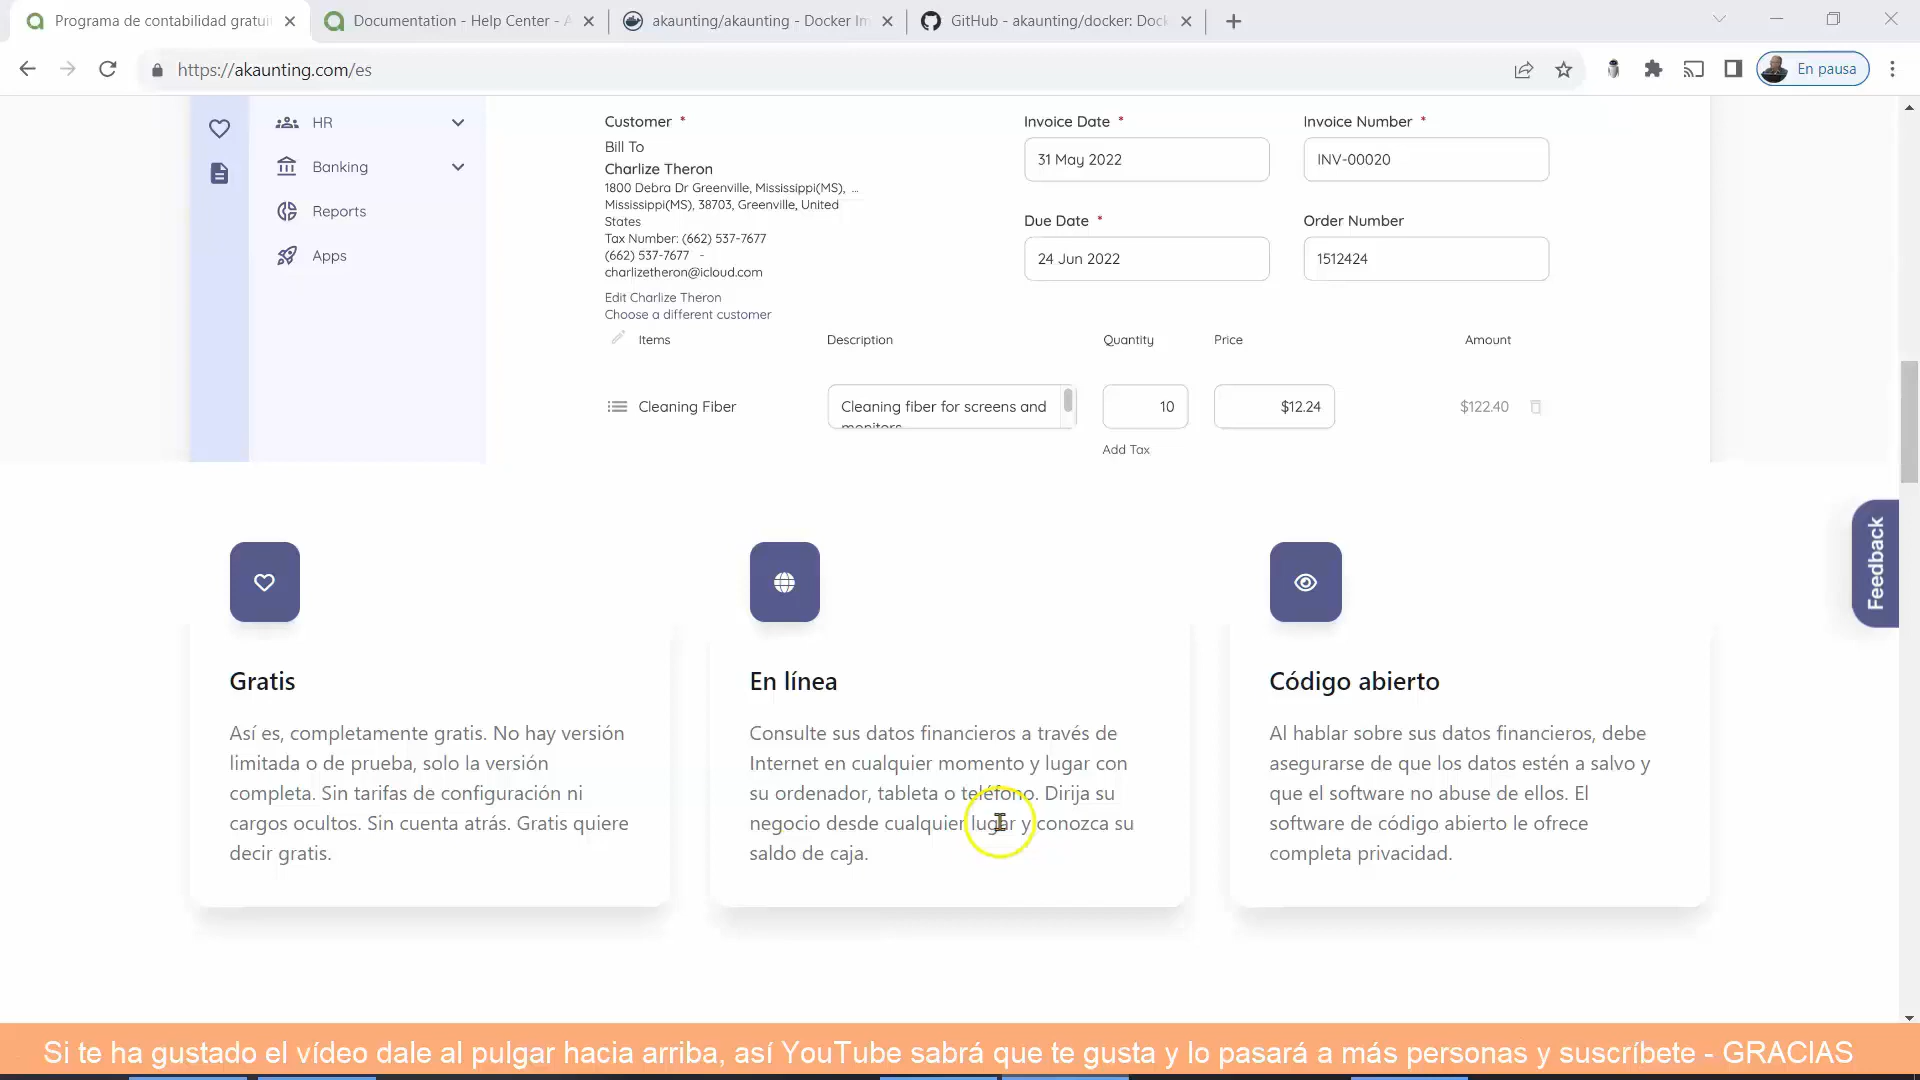 Programa de contabilidad gratuit
Documentation - Help Center - A
akaunting/akaunting - Docker Im
GitHub - akaunting/docker: Dock
https://akaunting.com/es
En pausa
HR
Banking
Reports
Apps
Customer *
Bill To
Charlize Theron
1800 Debra Dr Greenville, Mississippi(MS), ...
Mississippi(MS), 38703, Greenville, United
States
Tax Number: (662) 537-7677
(662) 537-7677 -
charlizetheron@icloud.com
Edit Charlize Theron
Choose a different customer
Invoice Date *
31 May 2022
Invoice Number *
INV-00020
Due Date *
24 Jun 2022
Order Number
1512424
Items Description Quantity Price Amount
Cleaning Fiber
Cleaning fiber for screens and
monitors
10
$12.24
$122.40
Add Tax
Feedback
Gratis
Así es, completamente gratis. No hay versión
limitada o de prueba, solo la versión
completa. Sin tarifas de configuración ni
cargos ocultos. Sin cuenta atrás. Gratis quiere
decir gratis.
En línea
Consulte sus datos financieros a través de
Internet en cualquier momento y lugar con
su ordenador, tableta o teléfono. Dirija su
negocio desde cualquier lugar y conozca su
saldo de caja.
Código abierto
Al hablar sobre sus datos financieros, debe
asegurarse de que los datos estén a salvo y
que el software no abuse de ellos. El
software de código abierto le ofrece
completa privacidad.
Si te ha gustado el vídeo dale al pulgar hacia arriba, así YouTube sabrá que te gusta y lo pasará a más personas y suscríbete - GRACIAS